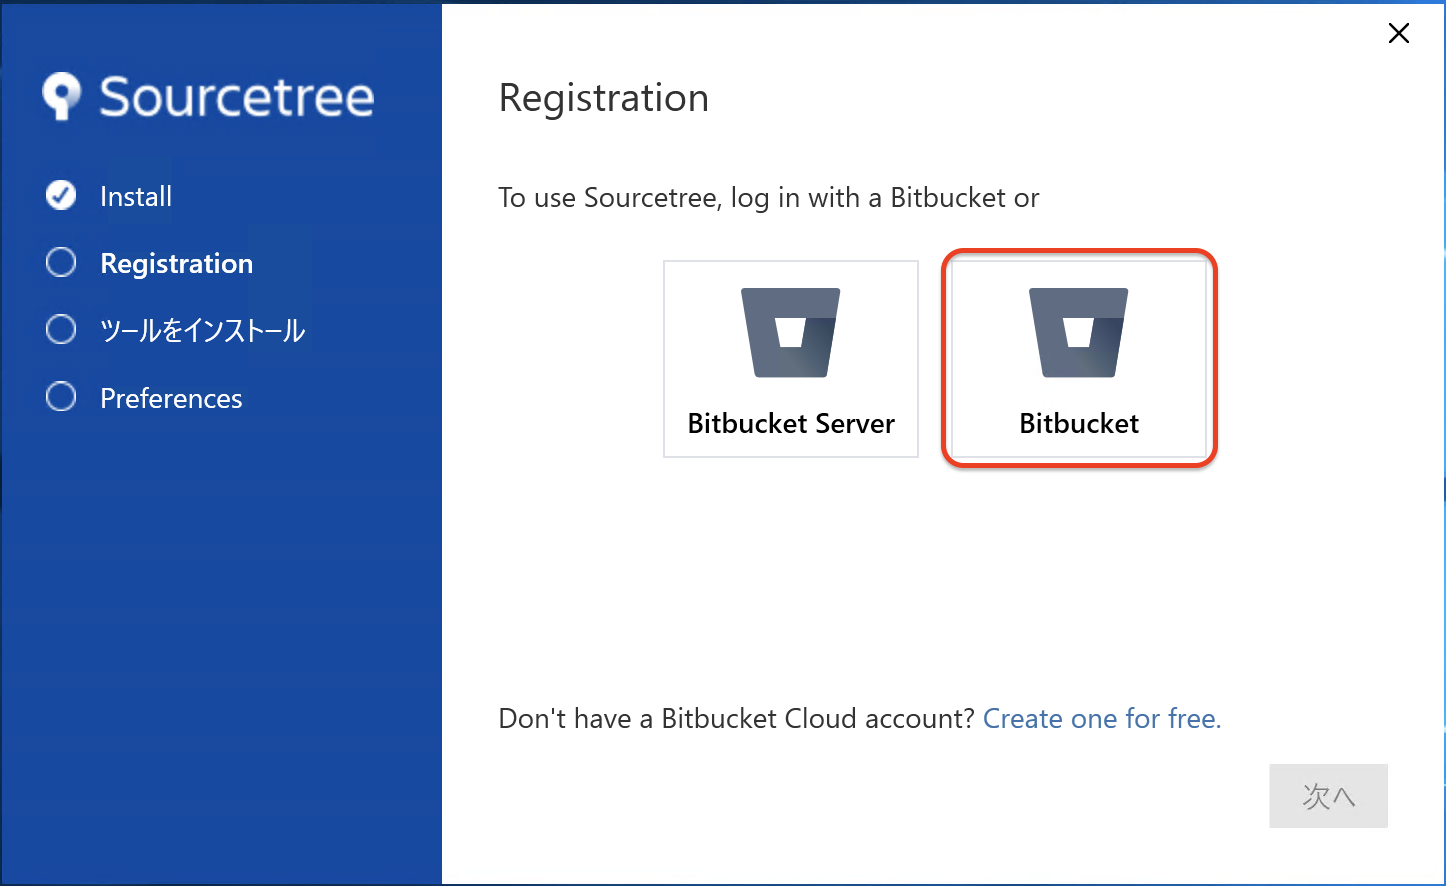 Sourcetree
Install
Registration
ツールをインストール
Preferences
Registration
To use Sourcetree, log in with a Bitbucket or
Bitbucket Server
Bitbucket
Don't have a Bitbucket Cloud account? Create one for free.
次へ